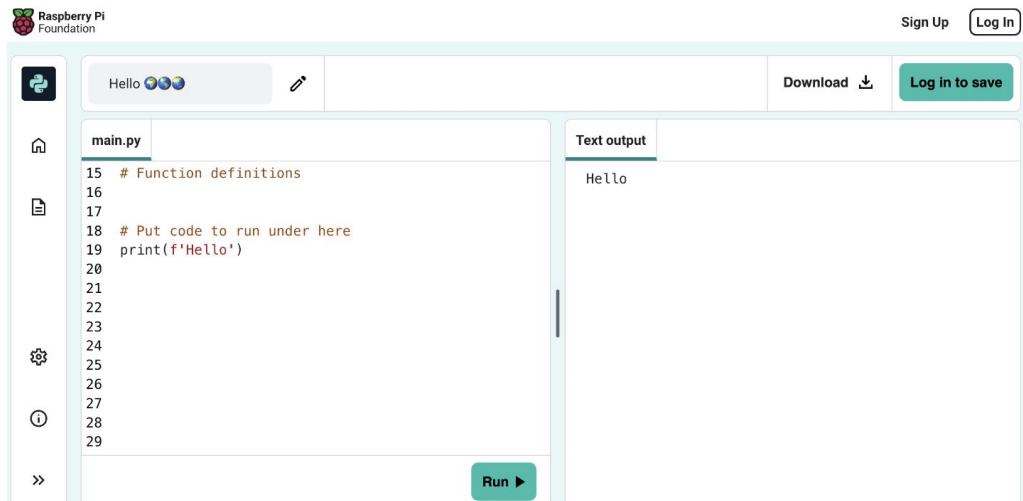 Raspberry Pi
Foundation
Sign Up
Log In
Hello 🌍🌎🌏
Download
Log in to save
main.py
15 # Function definitions
16
17
18 # Put code to run under here
19 print(f'Hello')
20
21
22
23
24
25
26
27
28
29
Run
Text output
Hello